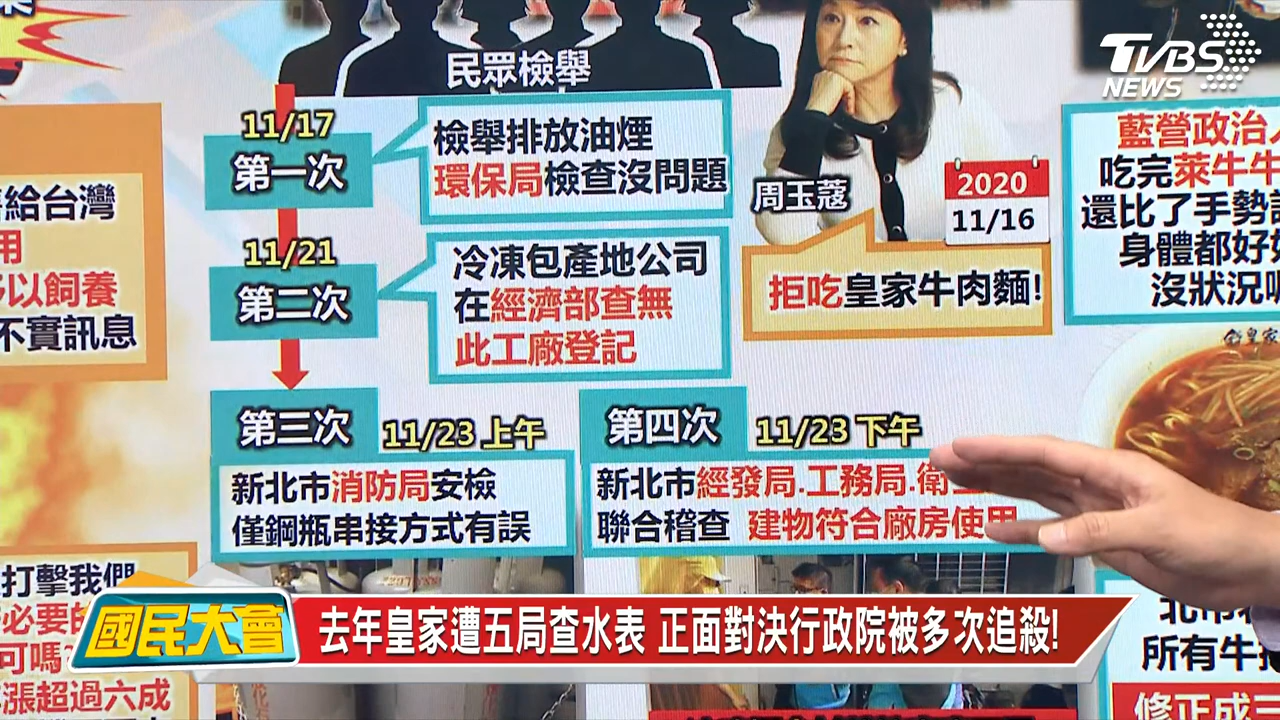 TVBS
NEWS
民眾檢舉
11/17
第一次
檢舉排放油煙
環保局檢查沒問題
周玉蔻
2020
11/16
拒吃皇家牛肉麵!
藍營政治
吃完萊牛牛
還比了手勢
身體都好
沒狀況
給台灣
用
以飼養
不實訊息
11/21
第二次
冷凍包產地公司
在經濟部查無
此工廠登記
皇家
第三次
11/23 上午
新北市消防局安檢
僅鋼瓶串接方式有誤
第四次
11/23 下午
新北市經發局.工務局.衛
聯合稽查 建物符合廠房使用
打擊我們
必要的
可嗎
漲超過六成
所有牛
修正成三
國民大會
去年皇家遭五局查水表 正面對決行政院被多次追殺!